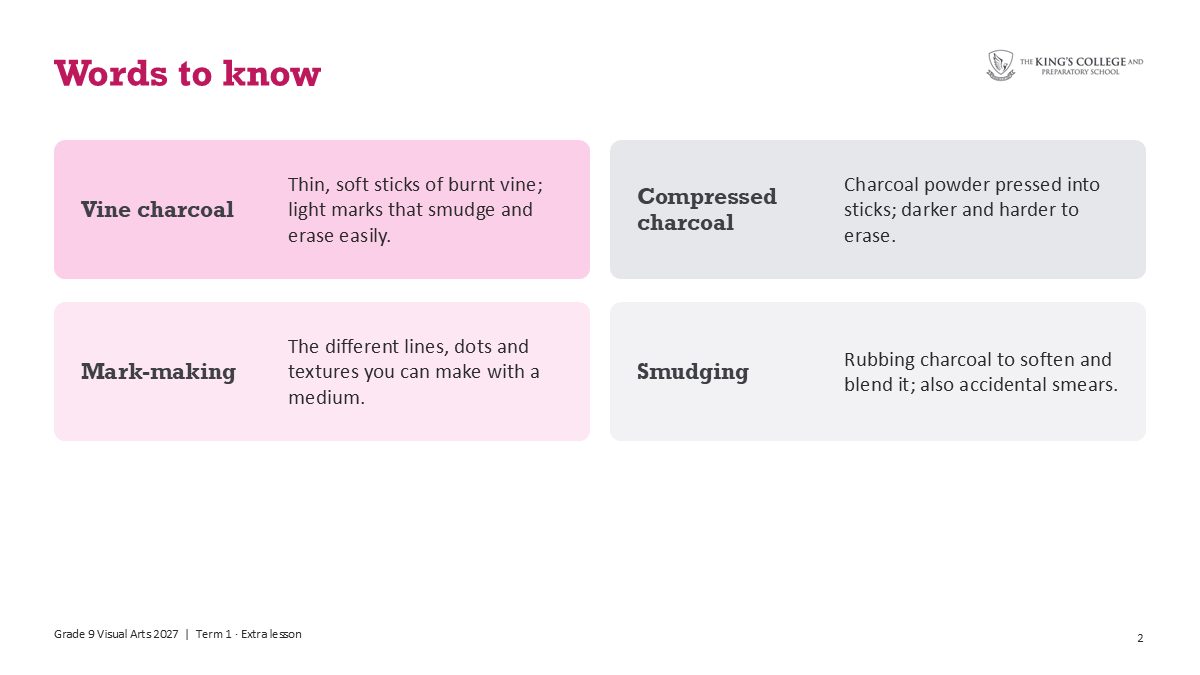 Words to know
THE KING'S COLLEGE AND
PREPARATORY SCHOOL
Vine charcoal
Thin, soft sticks of burnt vine;
light marks that smudge and
erase easily.
Compressed
charcoal
Charcoal powder pressed into
sticks; darker and harder to
erase.
Mark-making
The different lines, dots and
textures you can make with a
medium.
Smudging
Rubbing charcoal to soften and
blend it; also accidental smears.
Grade 9 Visual Arts 2027 | Term 1 · Extra lesson
2